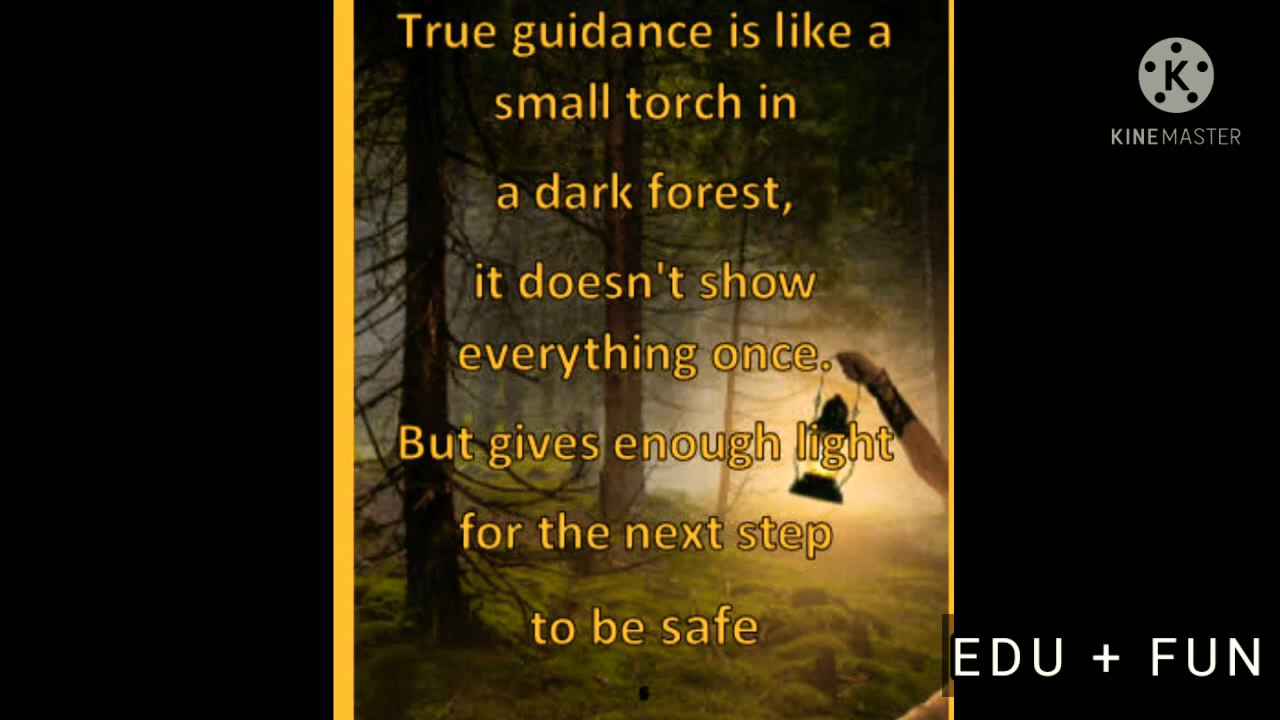 True guidance is like a
small torch in
a dark forest,
it doesn't show
everything once.
But gives enough light
for the next step
to be safe
K
KINEMASTER
EDU + FUN